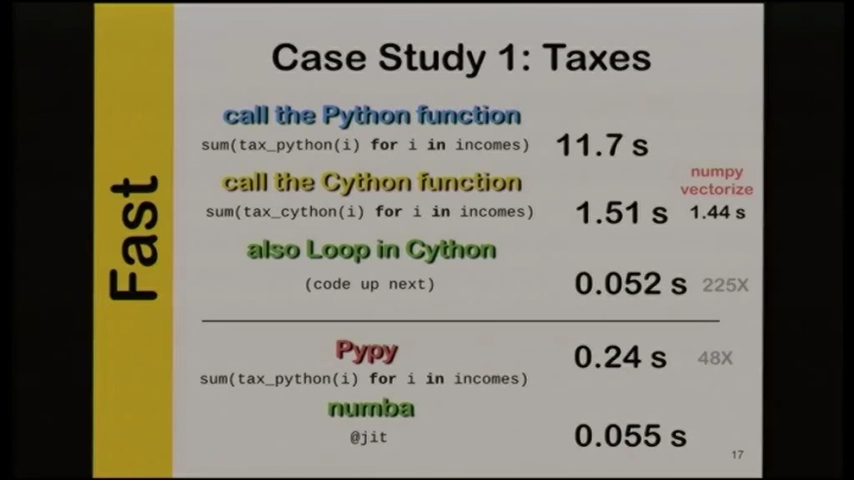 Case Study 1: Taxes
Fast
call the Python function
sum(tax_python(i) for i in incomes)
11.7 s
call the Cython function
sum(tax_cython(i) for i in incomes)
1.51 s
numpy
vectorize
1.44 s
also Loop in Cython
(code up next)
0.052 s
225X
Pypy
sum(tax_python(i) for i in incomes)
0.24 s
48X
numba
@jit
0.055 s
17